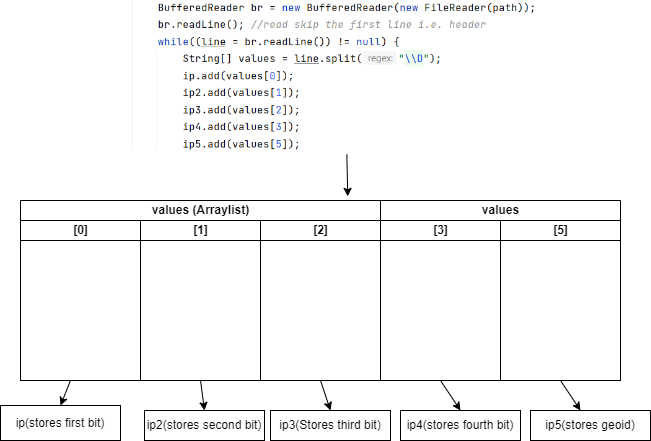 BufferedReader br = new BufferedReader(new FileReader(path));
br.readLine(); //read skip the first line i.e. header
while((line = br.readLine()) != null) {
String[] values = line.split( regex: "\\D");
ip.add(values[0]);
ip2.add(values[1]);
ip3.add(values[2]);
ip4.add(values[3]);
ip5.add(values[5]);
values (Arraylist) values
[0] [1] [2] [3] [5]
ip(stores first bit) ip2(stores second bit) ip3(Stores third bit) ip4(stores fourth bit) ip5(stores geoid)